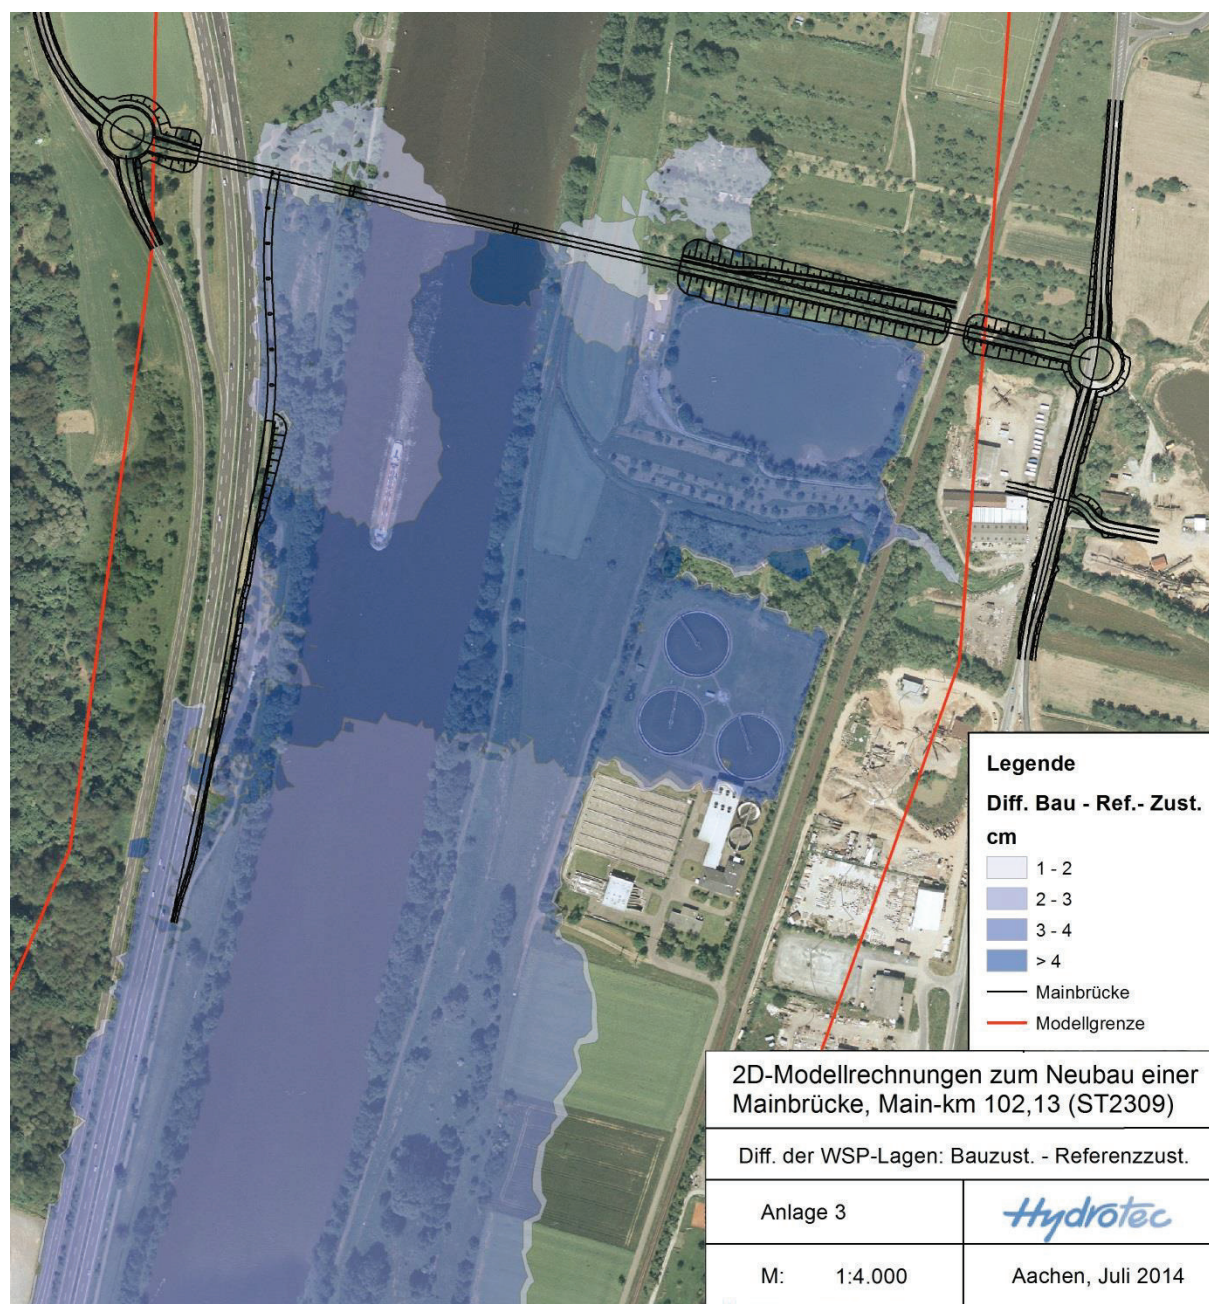 Legende
Diff. Bau - Ref.- Zust.
cm
1 - 2
2 - 3
3 - 4
> 4
Mainbrücke
Modellgrenze
2D-Modellrechnungen zum Neubau einer
Mainbrücke, Main-km 102,13 (ST2309)
Diff. der WSP-Lagen: Bauzust. - Referenzzust.
Anlage 3
Hydrotec
M: 1:4.000
Aachen, Juli 2014